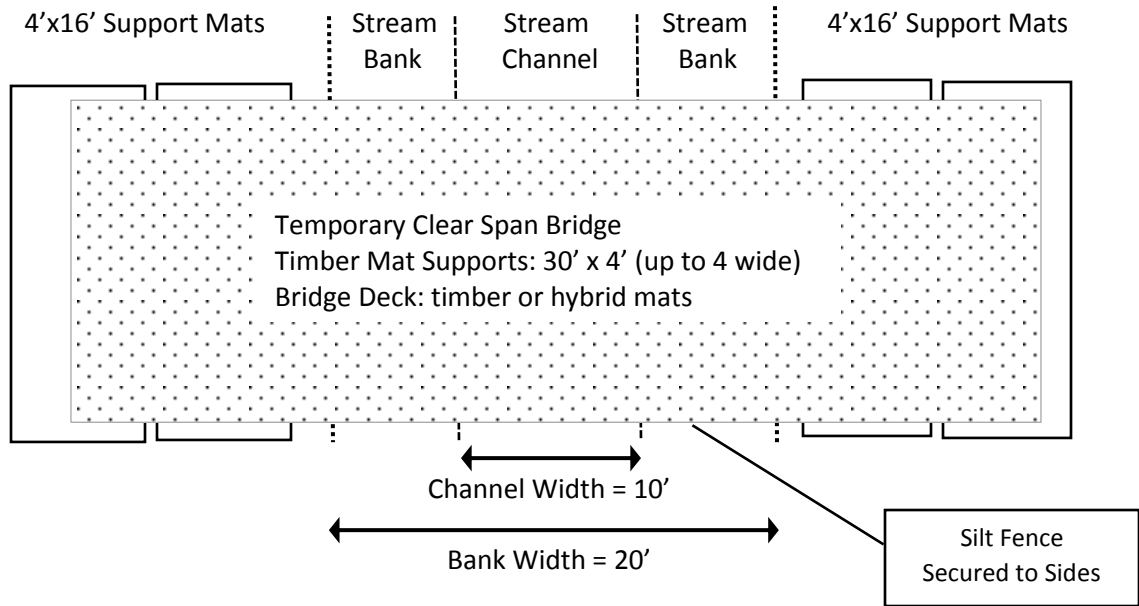 4’x16’ Support Mats
Stream
Bank
Stream
Channel
Stream
Bank
4’x16’ Support Mats
Temporary Clear Span Bridge
Timber Mat Supports: 30’ x 4’ (up to 4 wide)
Bridge Deck: timber or hybrid mats
Channel Width = 10’
Bank Width = 20’
Silt Fence
Secured to Sides